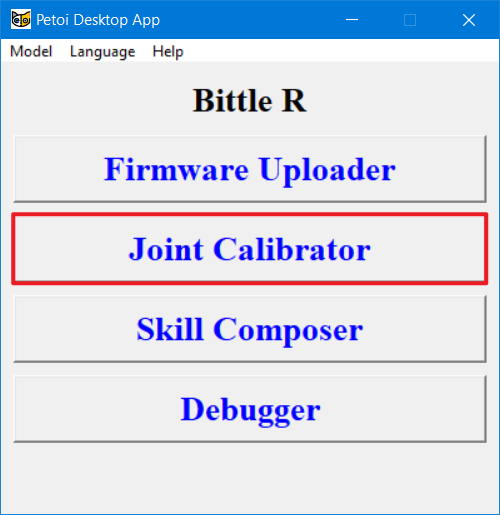 Petoi Desktop App
Model Language Help
Bittle R
Firmware Uploader
Joint Calibrator
Skill Composer
Debugger